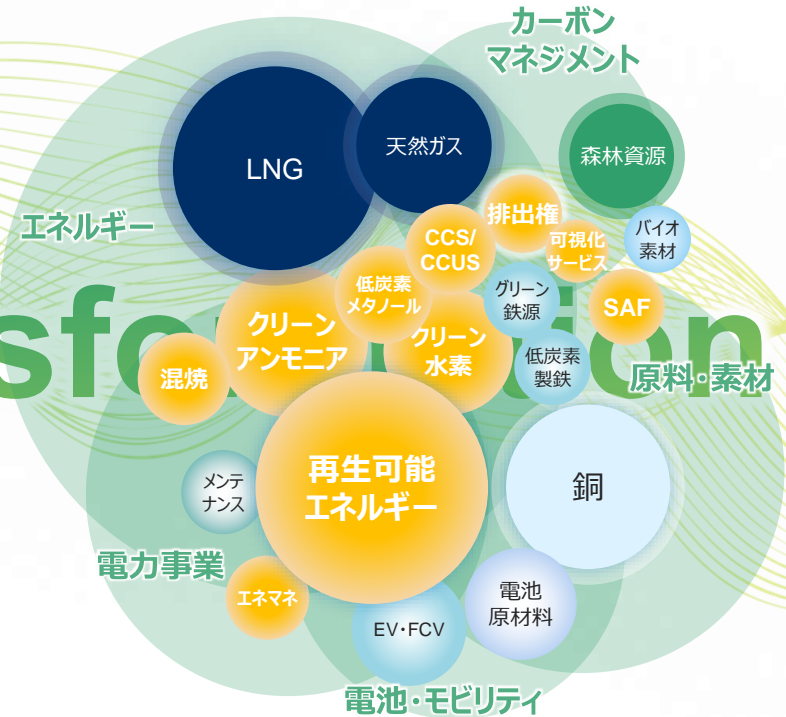 カーボン
マネジメント
LNG
天然ガス
森林資源
エネルギー
排出権
バイオ
素材
CCS/
CCUS
可視化
サービス
低炭素
メタノール
グリーン
鉄源
SAF
クリーン
アンモニア
クリーン
水素
低炭素
製鉄
混焼
原料・素材
再生可能
エネルギー
銅
メンテ
ナンス
電力事業
エネマネ
電池
原材料
EV・FCV
電池・モビリティ